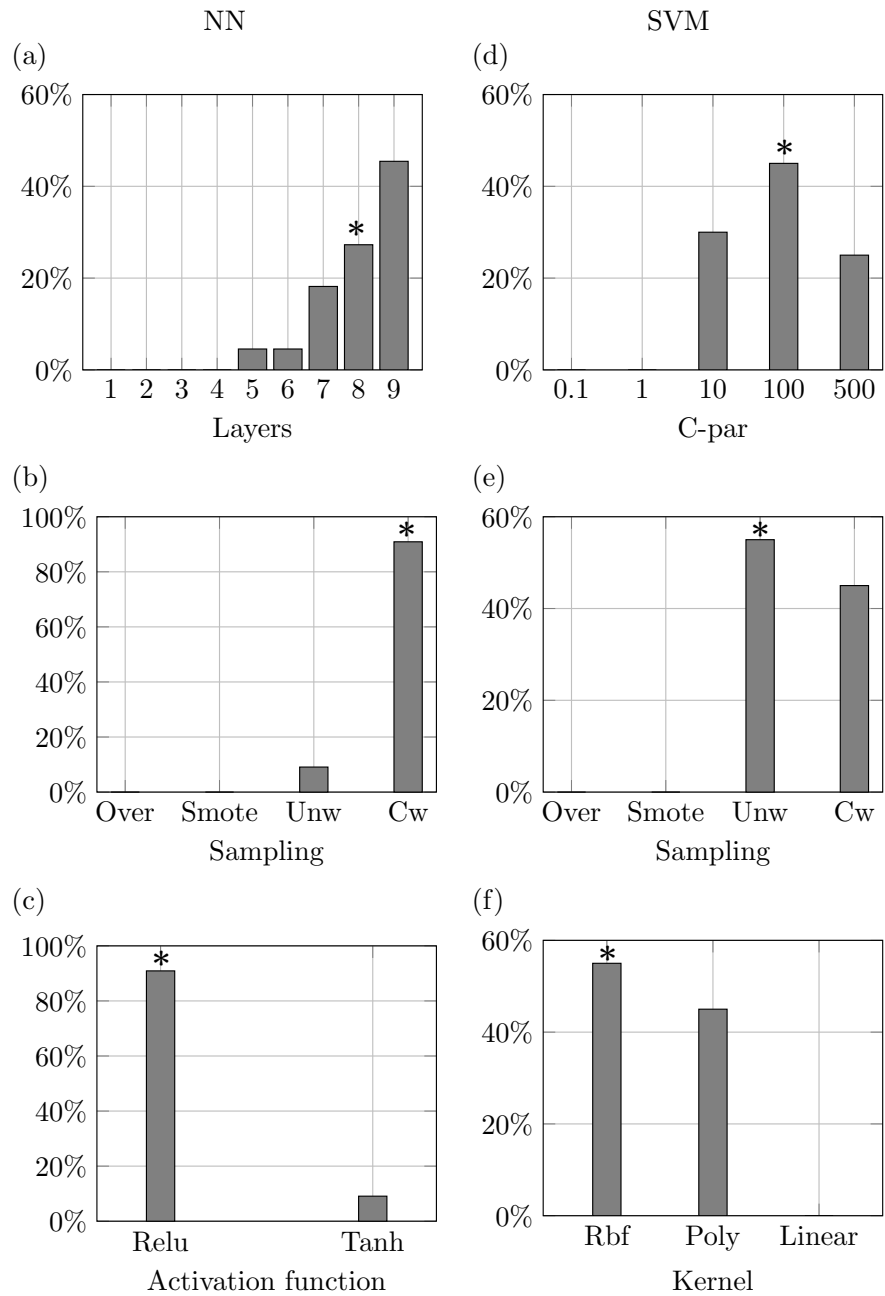 NN
SVM
(a)
60%
40%
20%
0%
1 2 3 4 5 6 7 8 9
*
Layers
(d)
60%
40%
20%
0%
0.1 1 10 100 500
*
C-par
(b)
100%
80%
60%
40%
20%
0%
Over Smote Unw Cw
*
Sampling
(e)
60%
40%
20%
0%
Over Smote Unw Cw
*
Sampling
(c)
100%
80%
60%
40%
20%
0%
Relu Tanh
*
Activation function
(f)
60%
40%
20%
0%
Rbf Poly Linear
*
Kernel